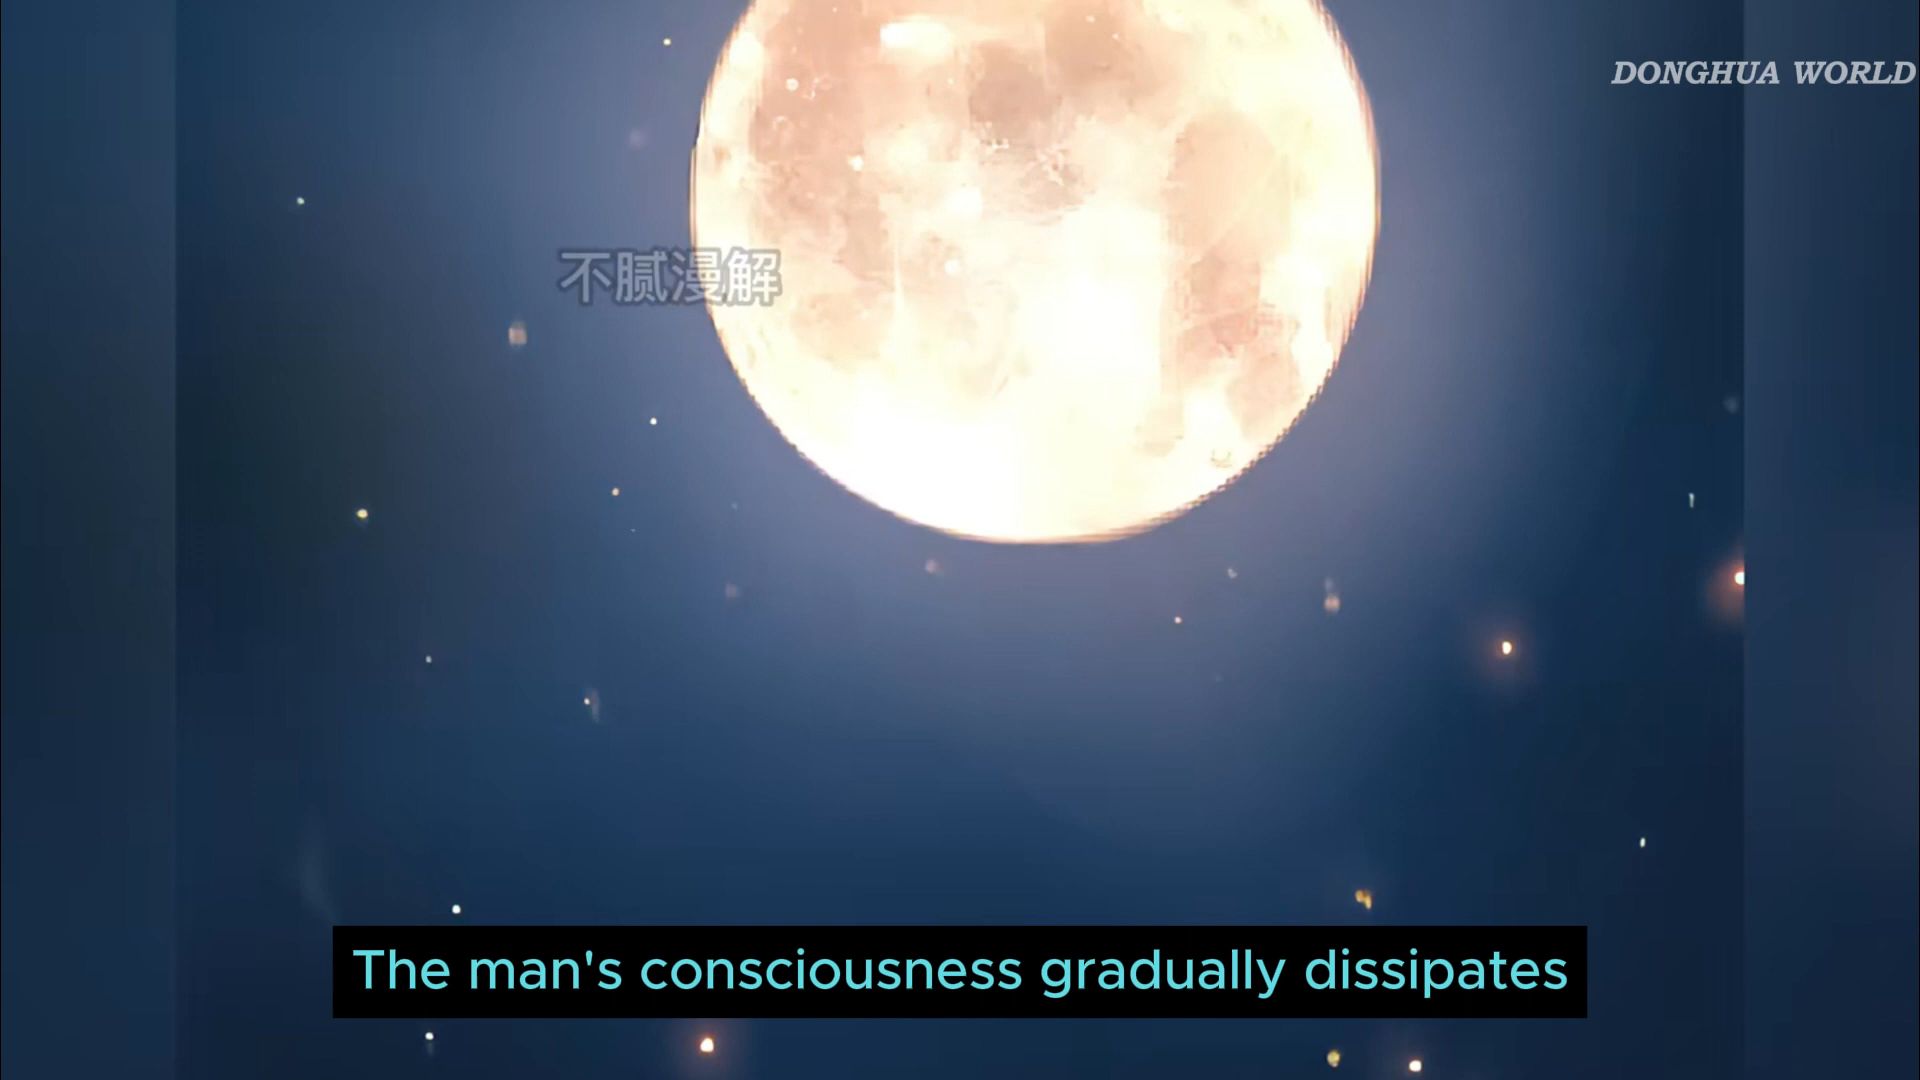 DONGHUA WORLD
不腻漫解
The man's consciousness gradually dissipates